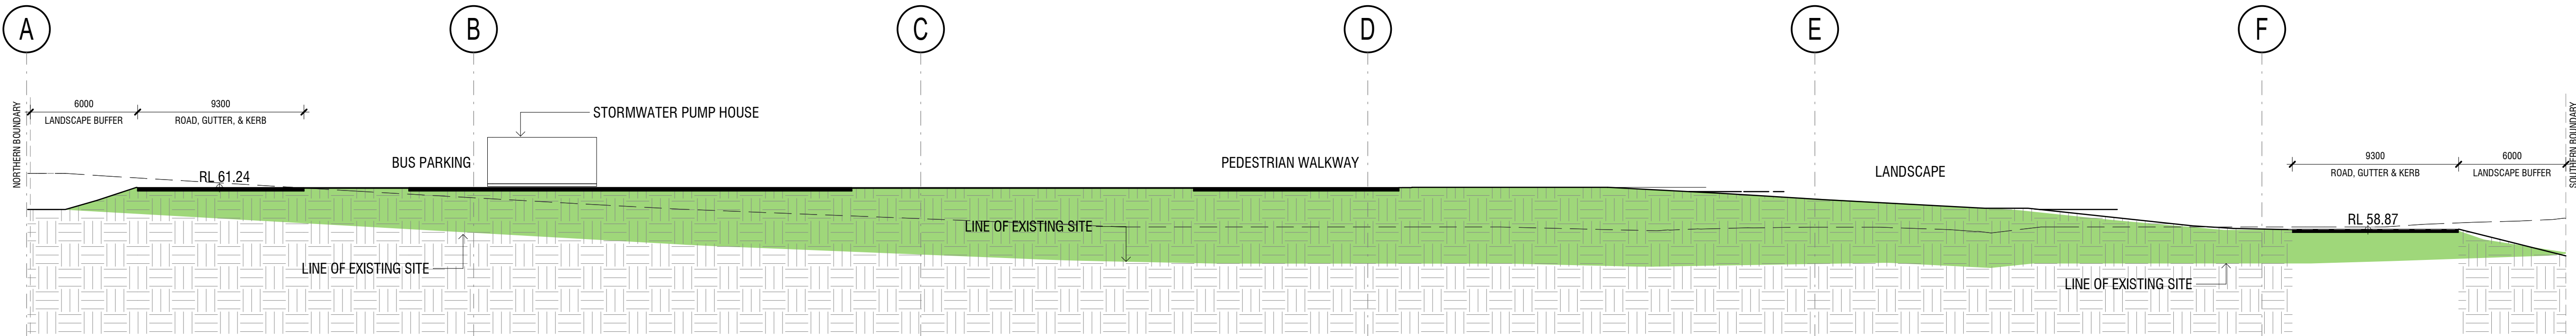 A B C D E F
NORTHERN BOUNDARY
6000
LANDSCAPE BUFFER
9300
ROAD, GUTTER, & KERB
STORMWATER PUMP HOUSE
BUS PARKING
RL 61.24
LINE OF EXISTING SITE
LINE OF EXISTING SITE
PEDESTRIAN WALKWAY
LANDSCAPE
9300
ROAD, GUTTER & KERB
6000
LANDSCAPE BUFFER
RL 58.87
LINE OF EXISTING SITE
SOUTHERN BOUNDARY